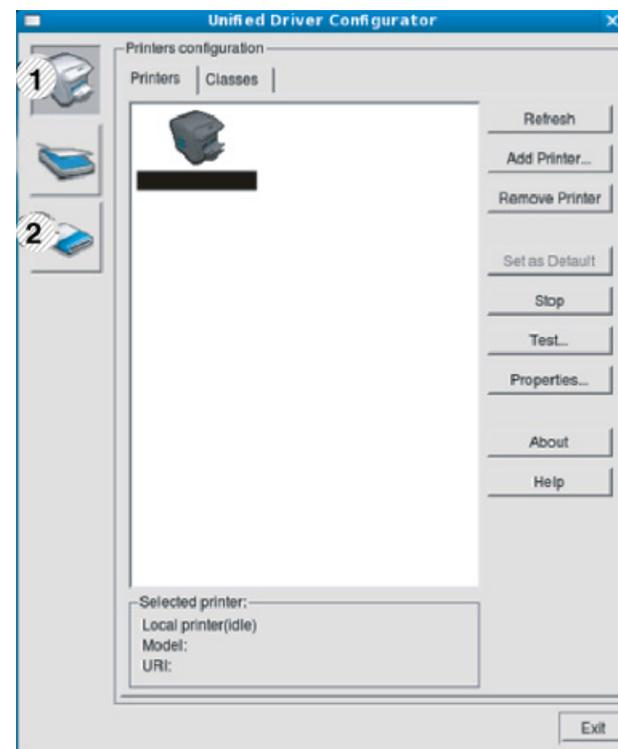 Unified Driver Configurator
Printers configuration
1
Printers
Classes
Refresh
Add Printer...
Remove Printer
2
Set as Default
Stop
Test...
Properties...
About
Help
Selected printer:
Local printer(idle)
Model:
URI:
Exit